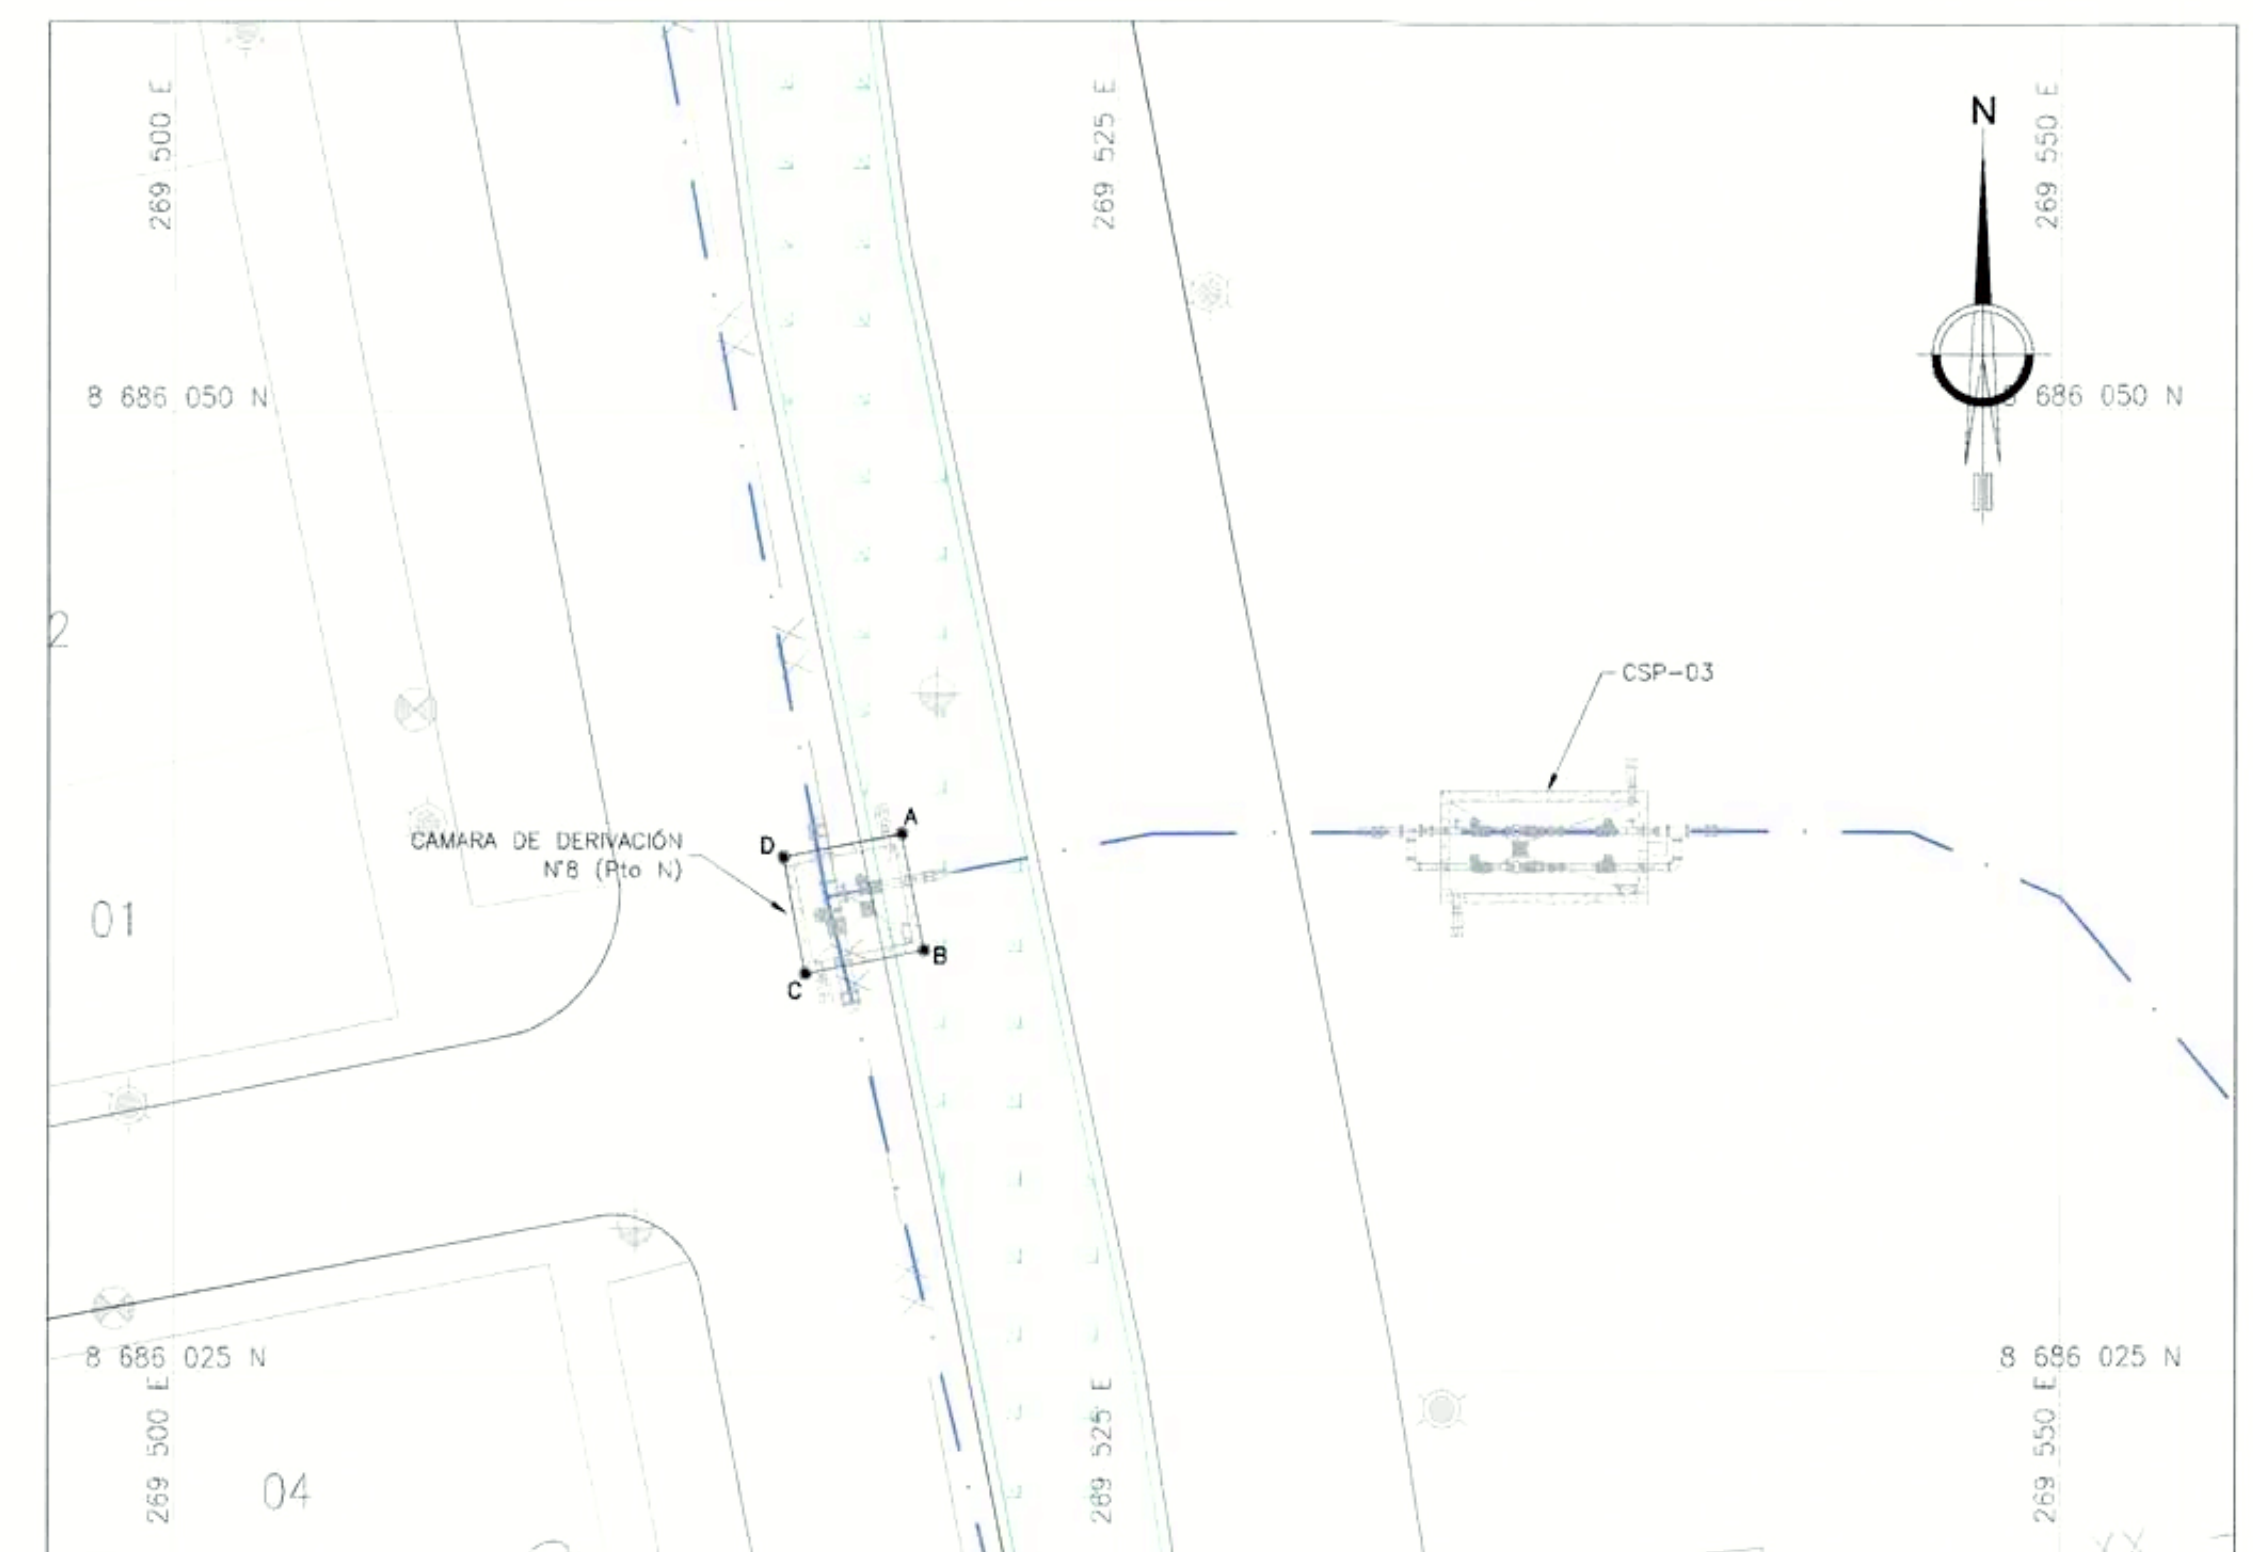 269 500 E
269 525 E
N
269 550 E
8 686 050 N
686 050 N
2
CSP-03
A
CAMARA DE DERIVACIÓN
N°8 (Pto N)
D
01
B
C
8 686 025 N
8 686 025 N
269 500 E
269 525 E
269 550 E
04